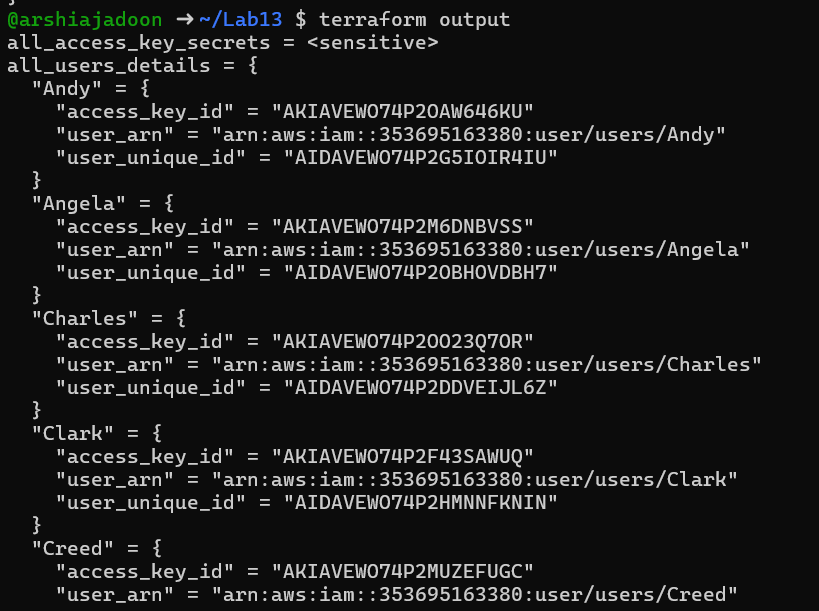 }
@arshiajadoon ➜ ~/Lab13 $ terraform output
all_access_key_secrets = <sensitive>
all_users_details = {
  "Andy" = {
    "access_key_id" = "AKIAVEWO74P2OAW646KU"
    "user_arn" = "arn:aws:iam::353695163380:user/users/Andy"
    "user_unique_id" = "AIDAVEWO74P2G5IOIR4IU"
  }
  "Angela" = {
    "access_key_id" = "AKIAVEWO74P2M6DNBVSS"
    "user_arn" = "arn:aws:iam::353695163380:user/users/Angela"
    "user_unique_id" = "AIDAVEWO74P2OBHOVDBH7"
  }
  "Charles" = {
    "access_key_id" = "AKIAVEWO74P2OO23Q7OR"
    "user_arn" = "arn:aws:iam::353695163380:user/users/Charles"
    "user_unique_id" = "AIDAVEWO74P2DDVEIJL6Z"
  }
  "Clark" = {
    "access_key_id" = "AKIAVEWO74P2F43SAWUQ"
    "user_arn" = "arn:aws:iam::353695163380:user/users/Clark"
    "user_unique_id" = "AIDAVEWO74P2HMNNFKNIN"
  }
  "Creed" = {
    "access_key_id" = "AKIAVEWO74P2MUZEFUGC"
    "user_arn" = "arn:aws:iam::353695163380:user/users/Creed"